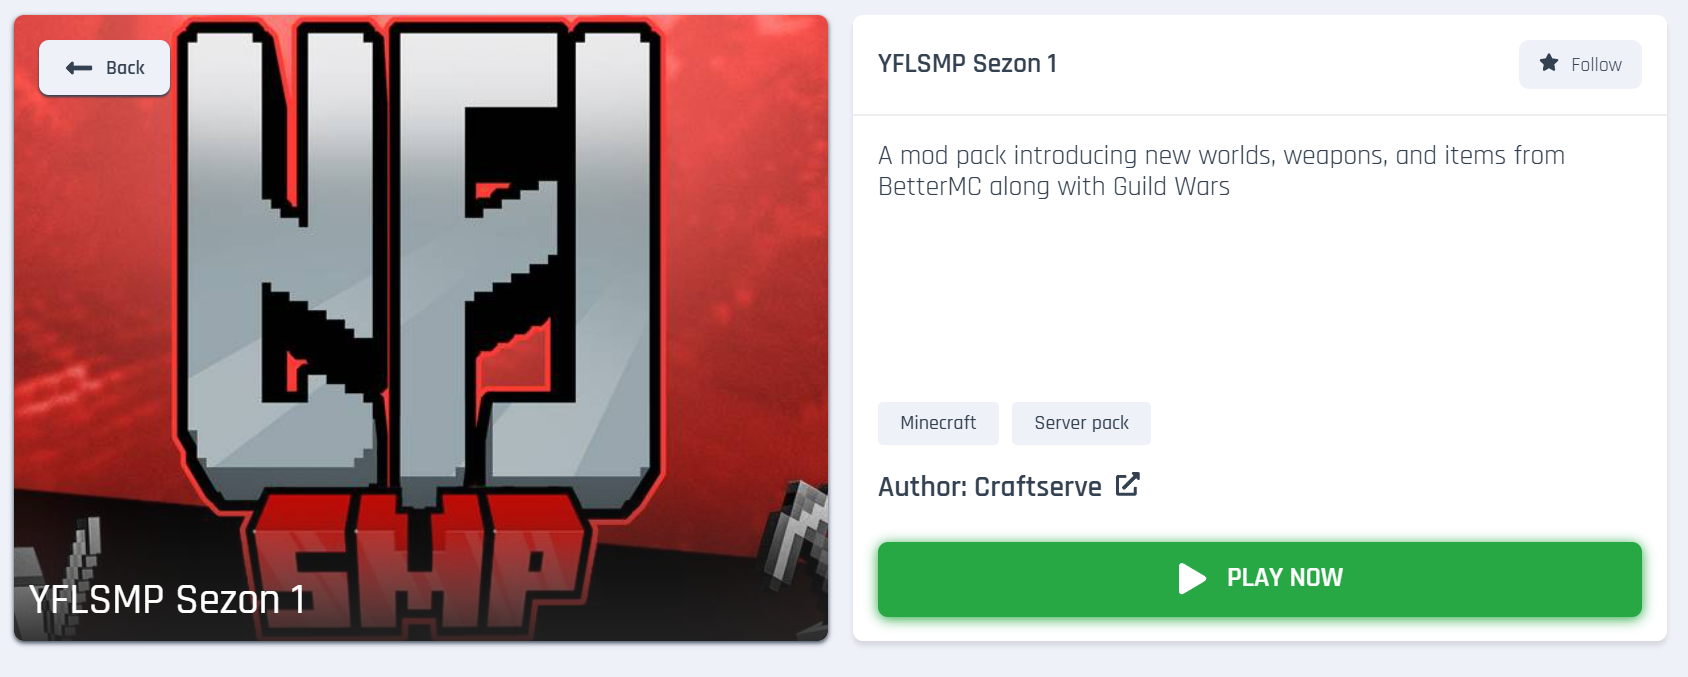 Back
YFL
SMP
YFLSMP Sezon 1
YFLSMP Sezon 1
Follow
A mod pack introducing new worlds, weapons, and items from
BetterMC along with Guild Wars
Minecraft
Server pack
Author: Craftserve
PLAY NOW